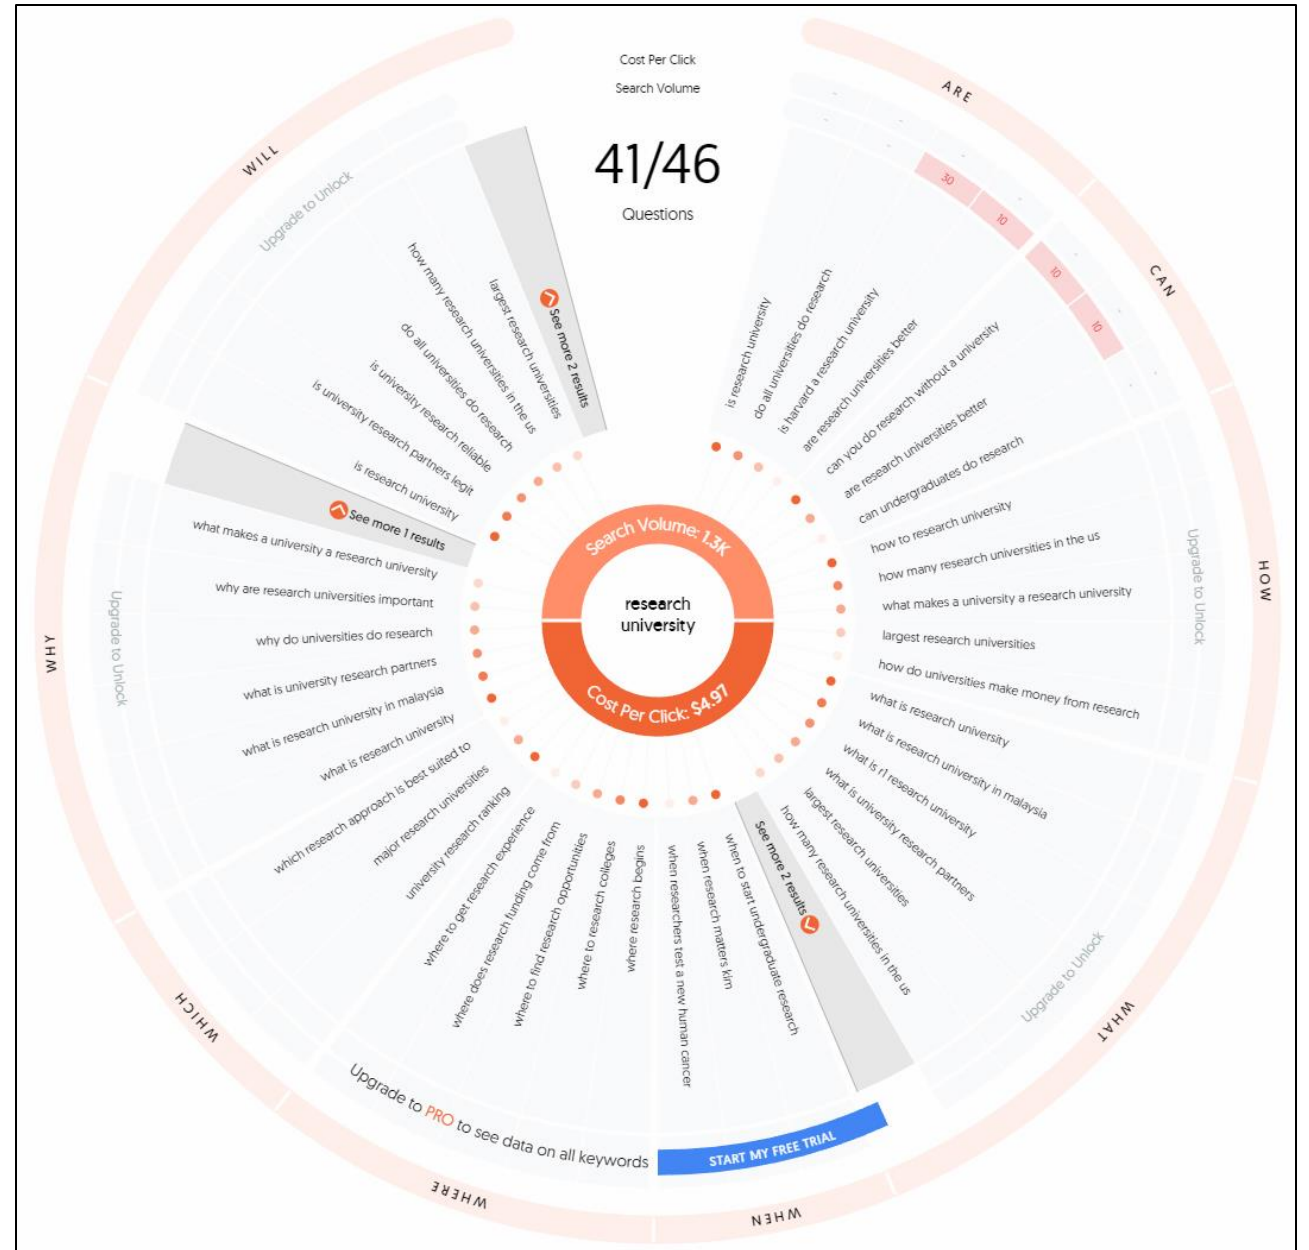 Cost Per Click
Search Volume
41/46
Questions
ARE
-
-
-
-
-
-
30
10
is research university
do all universities do research
is harvard a research university
are research universities better
CAN
-
-
-
-
10
10
can you do research without a university
are research universities better
can undergraduates do research
HOW
Upgrade to Unlock
how to research university
how many research universities in the us
what makes a university a research university
largest research universities
how do universities make money from research
WHAT
Upgrade to Unlock
what is research university
what is research university in malaysia
what is r1 research university
what is university research partners
largest research universities
how many research universities in the us
See more 2 results
WHEN
START MY FREE TRIAL
when to start undergraduate research
when research matters kim
when researchers test a new human cancer
WHERE
Upgrade to PRO to see data on all keywords
where research begins
where to research colleges
where to find research opportunities
where does research funding come from
where to get research experience
WHICH
university research ranking
major research universities
which research approach is best suited to
WHY
Upgrade to Unlock
what is research university
what is research university in malaysia
what is university research partners
why do universities do research
why are research universities important
what makes a university a research university
See more 1 results
WILL
Upgrade to Unlock
is research university
is university research partners legit
is university research reliable
do all universities do research
how many research universities in the us
largest research universities
See more 2 results
Search Volume: 1.3K
research
university
Cost Per Click: $4.97